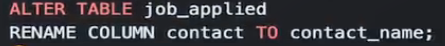 ALTER TABLE job_applied
RENAME COLUMN contact TO contact_name;